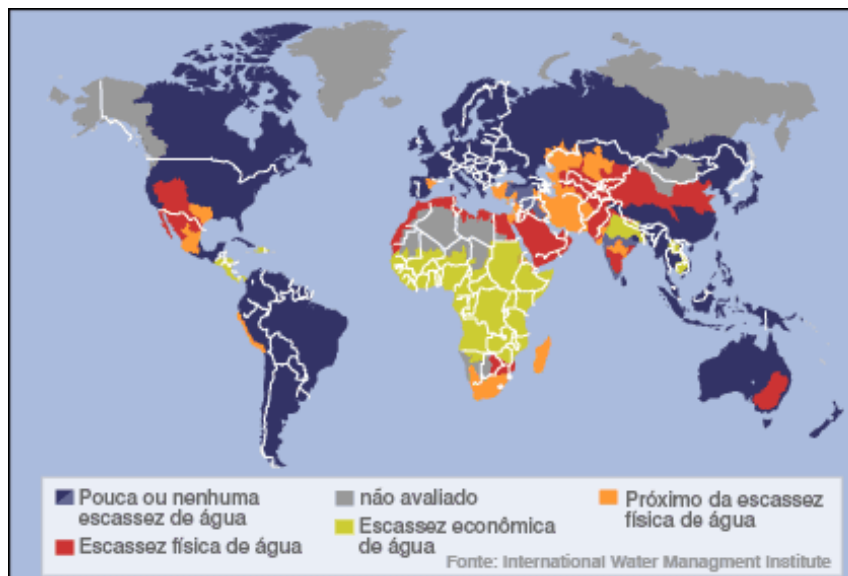 Pouca ou nenhuma
escassez de água
Escassez física de água
não avaliado
Escassez econômica
de água
Próximo da escassez
física de água
Fonte: International Water Managment Institute